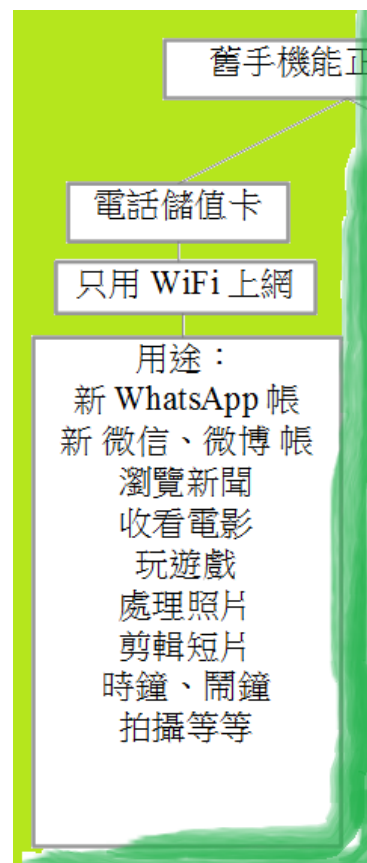 舊手機能正
電話儲值卡
只用 WiFi 上網
用途：
新 WhatsApp 帳
新 微信、微博 帳
瀏覽新聞
收看電影
玩遊戲
處理照片
剪輯短片
時鐘、鬧鐘
拍攝等等